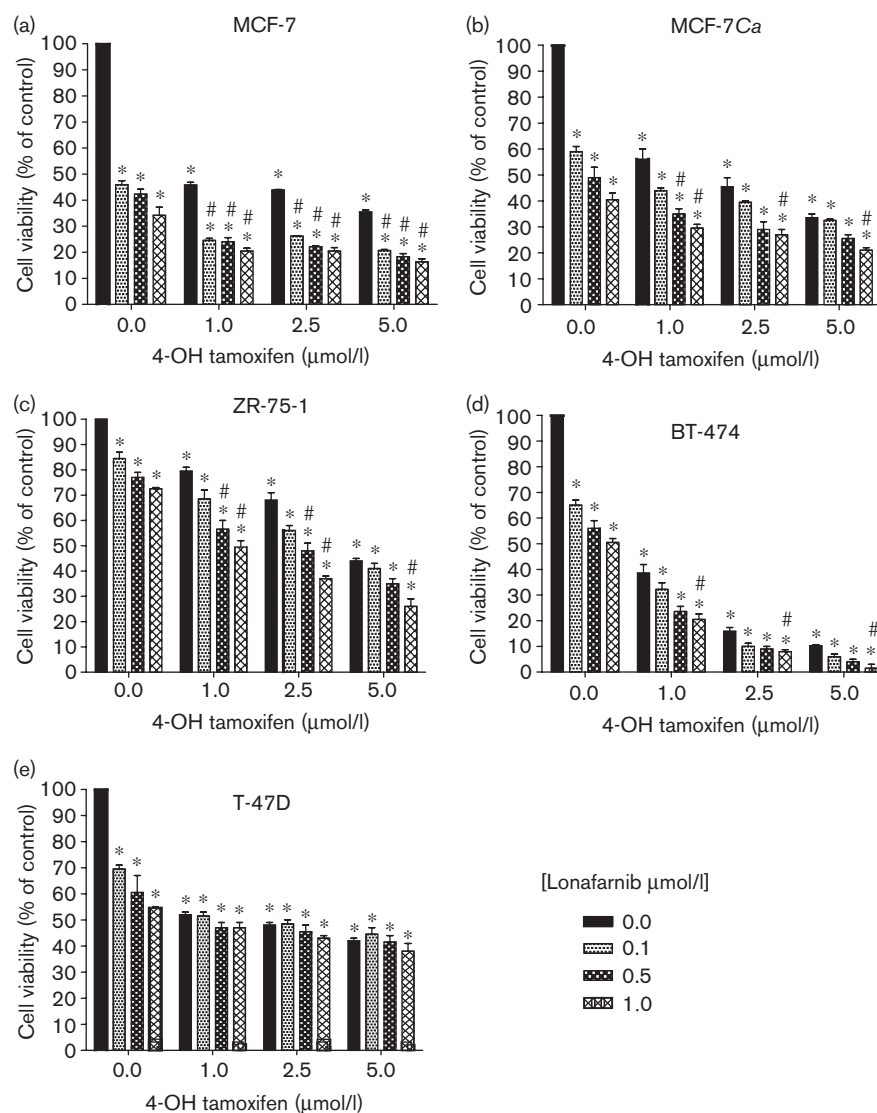 (a)
MCF-7
Cell viability (% of control)
100
90
80
70
60
50
40
30
20
10
0
* * *
*
# # #
* * *
*
# # #
* * *
*
# # #
* * *
0.0 1.0 2.5 5.0
4-OH tamoxifen (μmol/l)
(b)
MCF-7Ca
Cell viability (% of control)
100
90
80
70
60
50
40
30
20
10
0
* * *
* *
# #
* *
* * *
#
*
* * *
#
*
0.0 1.0 2.5 5.0
4-OH tamoxifen (μmol/l)
(c)
ZR-75-1
Cell viability (% of control)
100
90
80
70
60
50
40
30
20
10
0
* * *
* *
# #
* *
* *
# #
* *
* * *
#
*
0.0 1.0 2.5 5.0
4-OH tamoxifen (μmol/l)
(d)
BT-474
Cell viability (% of control)
100
90
80
70
60
50
40
30
20
10
0
* * *
* * *
#
*
* * *
#
*
* * *
#
*
0.0 1.0 2.5 5.0
4-OH tamoxifen (μmol/l)
(e)
T-47D
Cell viability (% of control)
100
90
80
70
60
50
40
30
20
10
0
* * *
* * * *
* * * *
* * * *
0.0 1.0 2.5 5.0
4-OH tamoxifen (μmol/l)
[Lonafarnib μmol/l]
0.0
0.1
0.5
1.0